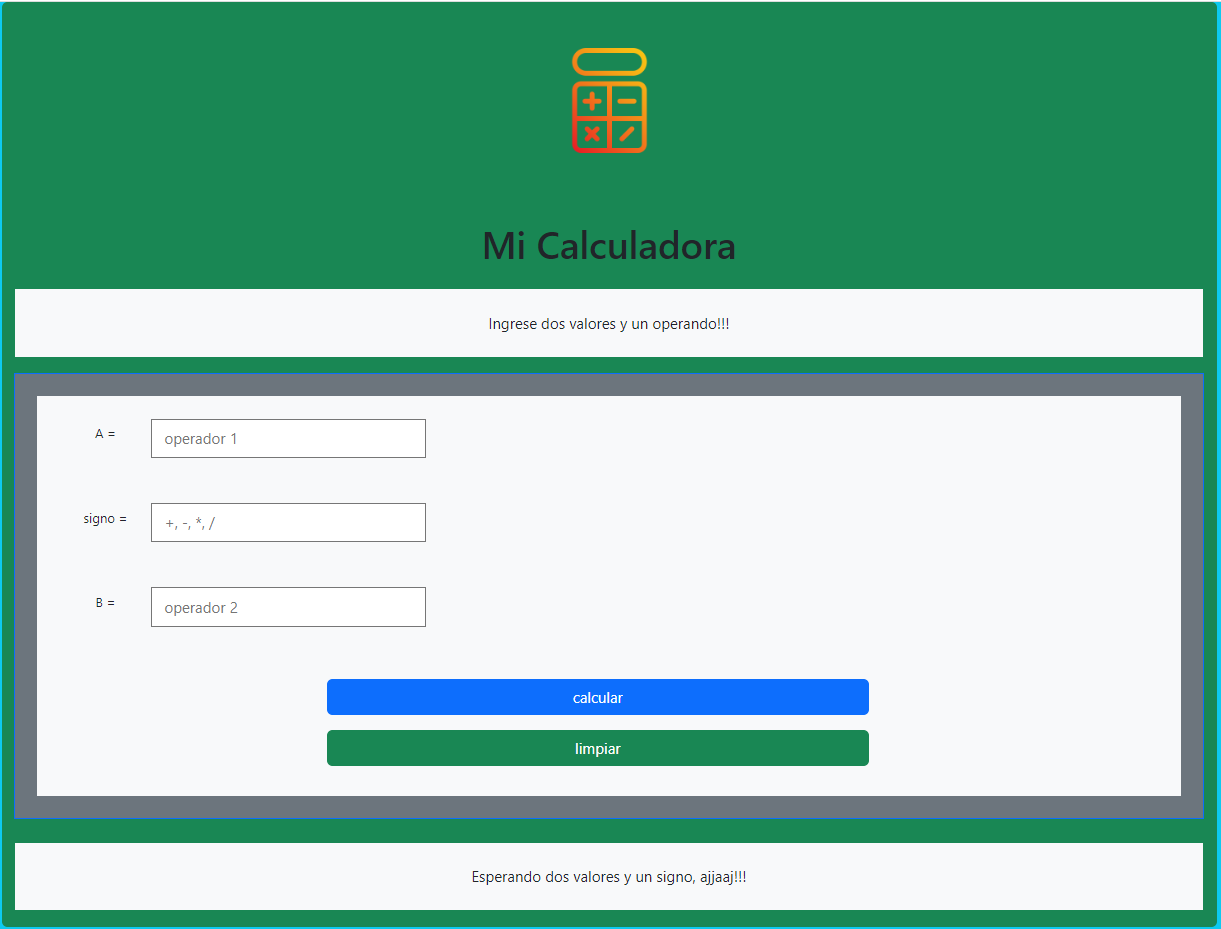 Mi Calculadora
Ingrese dos valores y un operando!!!
A = operador 1
signo = +, -, *, /
B = operador 2
calcular
limpiar
Esperando dos valores y un signo, ajjaaj!!!